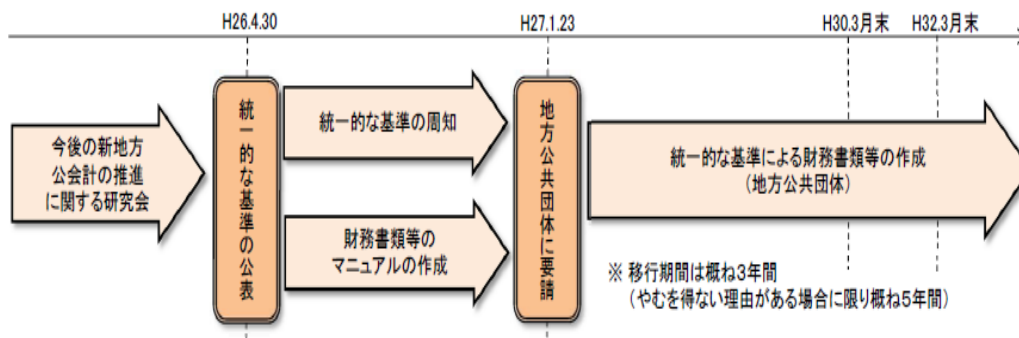 H26.4.30
H27.1.23
H30.3月末
H32.3月末
今後の新地方
公会計の推進
に関する研究会
統一的な基準の公表
統一的な基準の周知
財務書類等の
マニュアルの作成
地方公共団体に要請
統一的な基準による財務書類等の作成
(地方公共団体)
※ 移行期間は概ね3年間
(やむを得ない理由がある場合に限り概ね5年間)